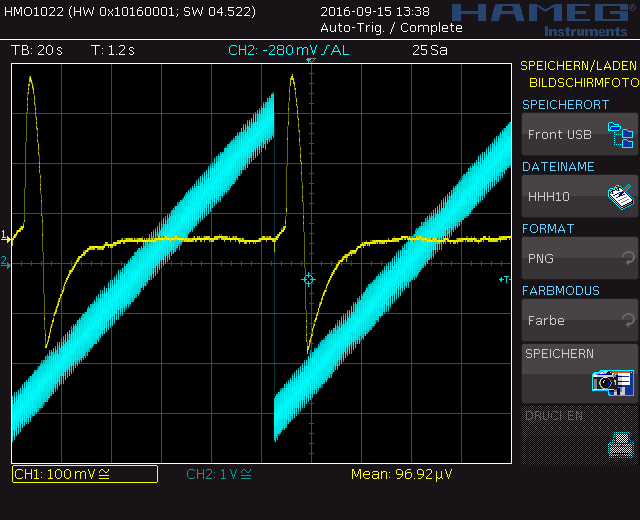 HMO1022 (HW 0x10160001; SW 04.522)
2016-09-15 13:38
HAMEG
Auto-Trig. / Complete
Instruments
TB: 20 s
T: 1.2 s
CH2: -280 mV
AL
25 Sa
SPEICHERN/LADEN
BILDSCHIRMFOTO
SPEICHERORT
Front USB
DATEINAME
HHH10
1
FORMAT
2
T
PNG
FARBMODUS
Farbe
SPEICHERN
DRUCKEN
CH1: 100 mV ≅
CH2: 1 V ≅
Mean: 96.92 µV